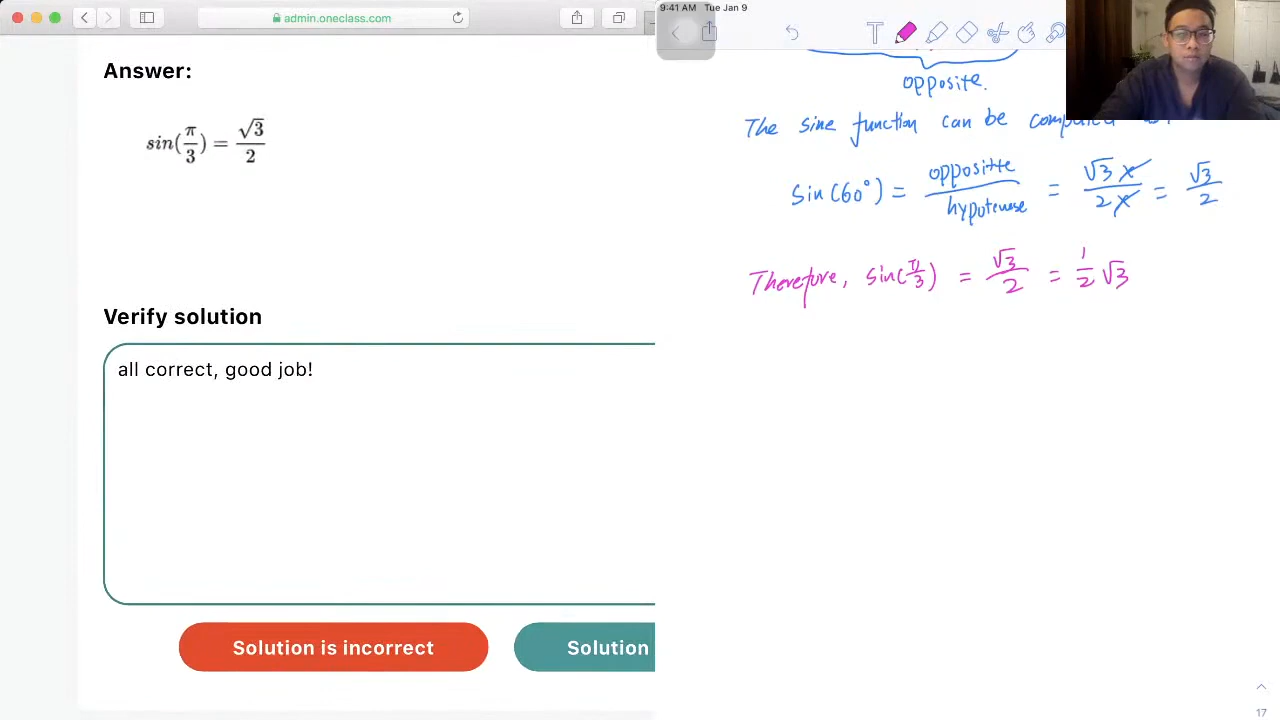 admin.oneclass.com
9:41 AM Tue Jan 9
Answer:
sin(π/3) = √3/2
Verify solution
all correct, good job!
Solution is incorrect
Solution
opposite.
The sine function can be
sin(60°) = opposite/hypotenuse = √3x/2x = √3/2
Therefore, sin(π/3) = √3/2 = 1/2 √3
17